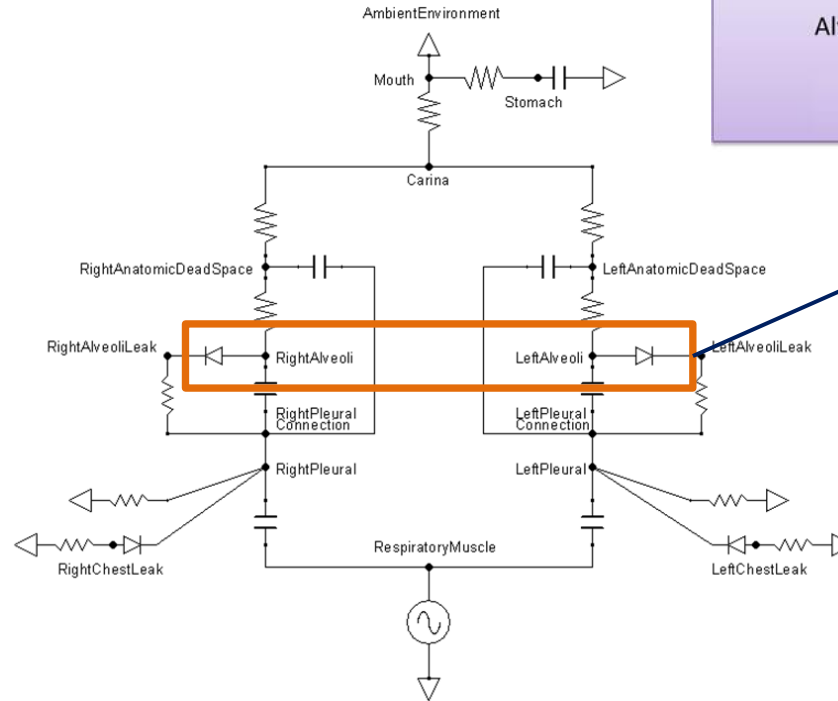 AmbientEnvironment
Mouth
Stomach
Carina
RightAnatomicDeadSpace
LeftAnatomicDeadSpace
RightAlveoliLeak
RightAlveoli
LeftAlveoli
LeftAlveoliLeak
RightPleural
Connection
LeftPleural
Connection
RightPleural
LeftPleural
RightChestLeak
RespiratoryMuscle
LeftChestLeak